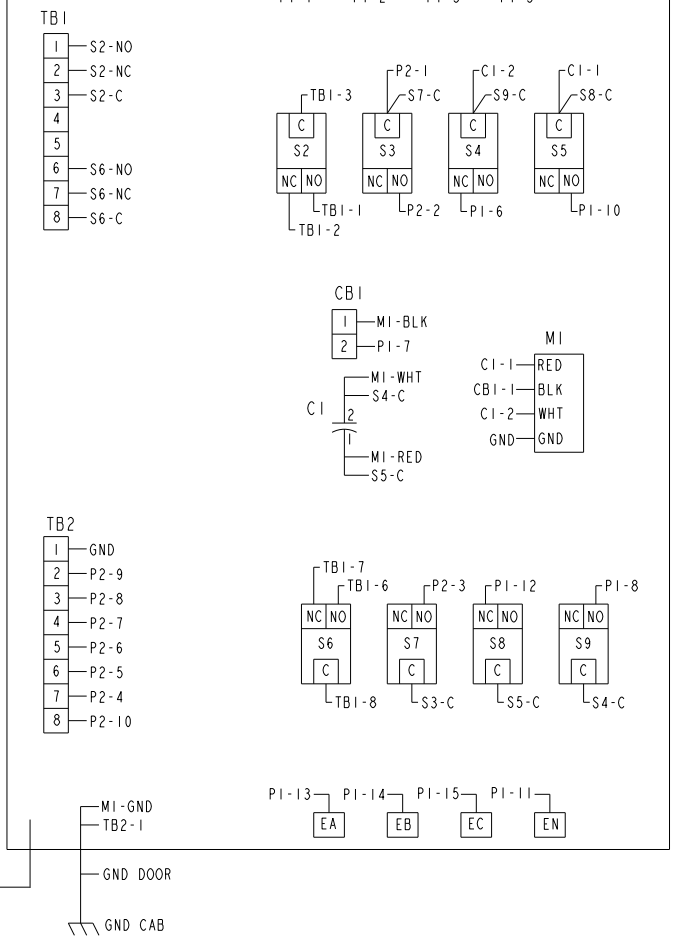 TB1
1 S2-NO
2 S2-NC
3 S2-C
4
5
6 S6-NO
7 S6-NC
8 S6-C
P2-1 C1-2 C1-1
TB1-3 S7-C S9-C S8-C
C C C C
S2 S3 S4 S5
NC NO NC NO NC NO NC NO
TB1-1 P2-2 P1-6 P1-10
TB1-2
CB1
1 M1-BLK
2 P1-7
M1-WHT
S4-C
C1
2
1
M1-RED
S5-C
M1
C1-1 RED
CB1-1 BLK
C1-2 WHT
GND GND
TB2
1 GND
2 P2-9
3 P2-8
4 P2-7
5 P2-6
6 P2-5
7 P2-4
8 P2-10
TB1-7
TB1-6 P2-3 P1-12 P1-8
NC NO NC NO NC NO NC NO
S6 S7 S8 S9
C C C C
TB1-8 S3-C S5-C S4-C
P1-13 P1-14 P1-15 P1-11
EA EB EC EN
M1-GND
TB2-1
GND DOOR
GND CAB